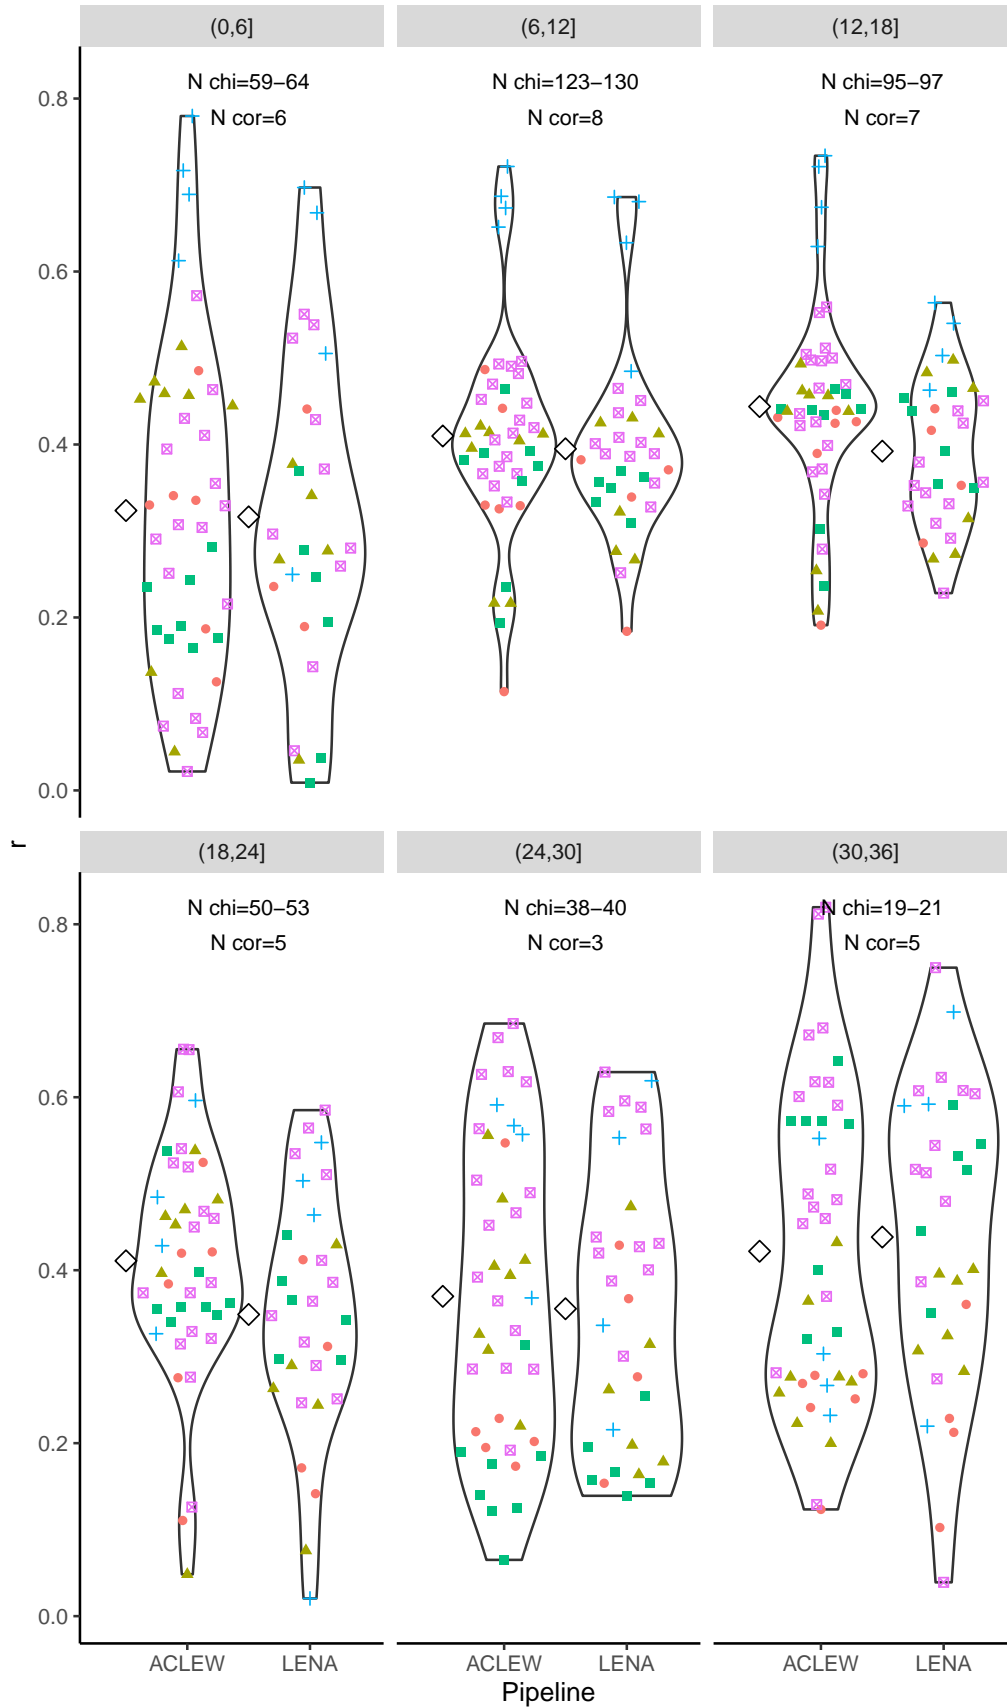 (0,6]
(6,12]
(12,18]
N chi=59−64
N chi=123−130
N chi=95−97
N cor=6
N cor=8
N cor=7
0.8
0.6
0.4
0.2
0.0
r
(18,24]
(24,30]
(30,36]
N chi=50−53
N chi=38−40
N chi=19−21
N cor=5
N cor=3
N cor=5
0.8
0.6
0.4
0.2
0.0
ACLEW
LENA
ACLEW
LENA
ACLEW
LENA
Pipeline